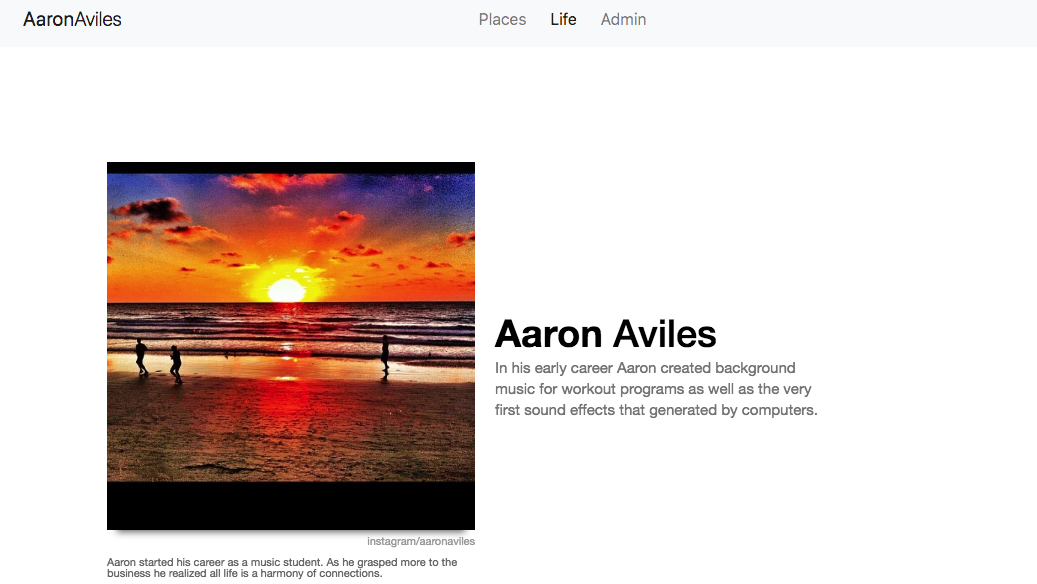 AaronAviles
Places Life Admin
Aaron Aviles
In his early career Aaron created background
music for workout programs as well as the very
first sound effects that generated by computers.
instagram/aaronaviles
Aaron started his career as a music student. As he grasped more to the
business he realized all life is a harmony of connections.